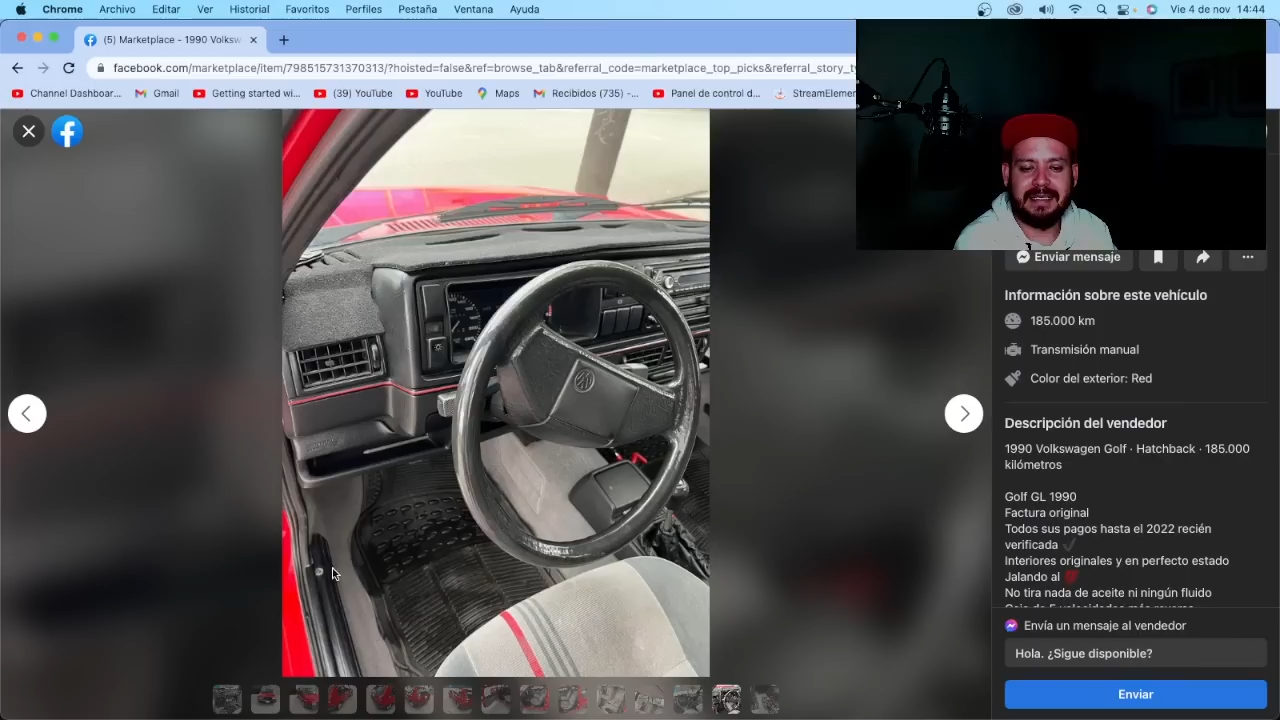 Chrome Archivo Editar Ver Historial Favoritos Perfiles Pestaña Ventana Ayuda Vie 4 de nov 14:44
(5) Marketplace - 1990 Volksw
facebook.com/marketplace/item/798515731370313/?hoisted=false&ref=browse_tab&referral_code=marketplace_top_picks&referral_story_ty
Channel Dashboar... Gmail Getting started wi... (39) YouTube YouTube Maps Recibidos (735) -... Panel de control d... StreamElemen
Enviar mensaje
Información sobre este vehículo
185.000 km
Transmisión manual
Color del exterior: Red
Descripción del vendedor
1990 Volkswagen Golf · Hatchback · 185.000
kilómetros
Golf GL 1990
Factura original
Todos sus pagos hasta el 2022 recién
verificada ✔️
Interiores originales y en perfecto estado
Jalando al 💯
No tira nada de aceite ni ningún fluido
Envía un mensaje al vendedor
Hola. ¿Sigue disponible?
Enviar